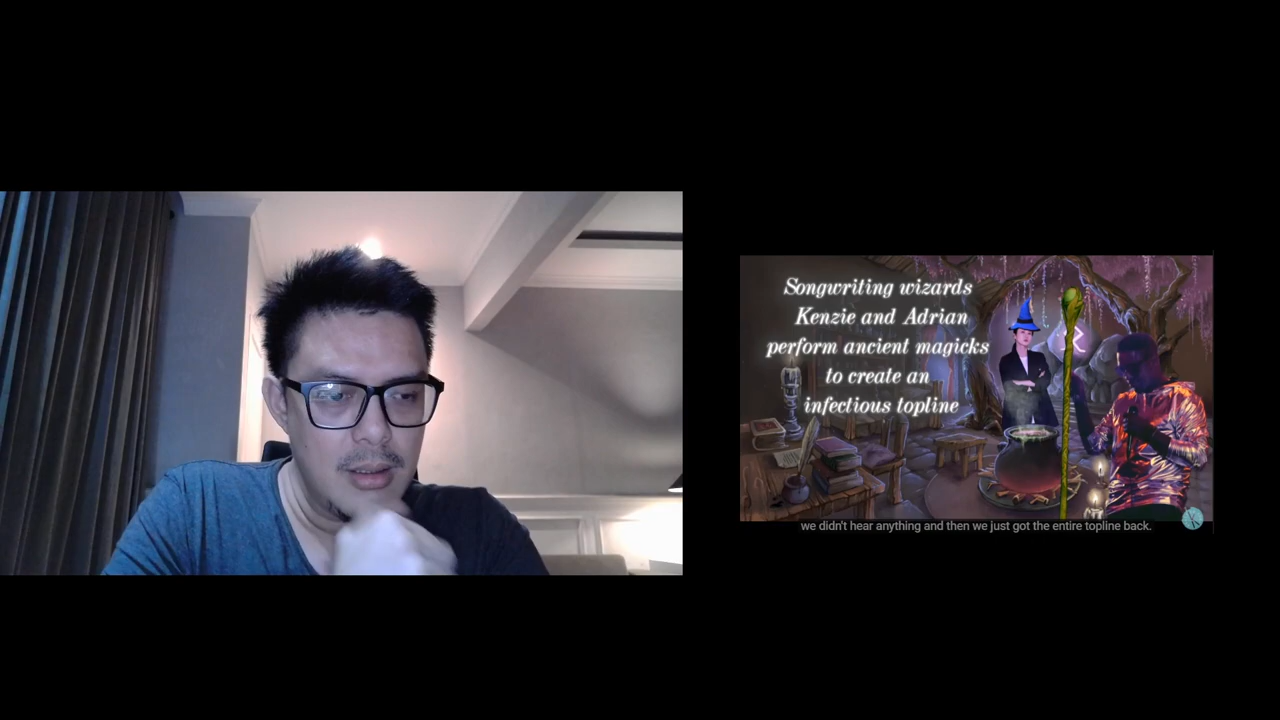 Songwriting wizards
Kenzie and Adrian
perform ancient magicks
to create an
infectious topline
we didn't hear anything and then we just got the entire topline back.